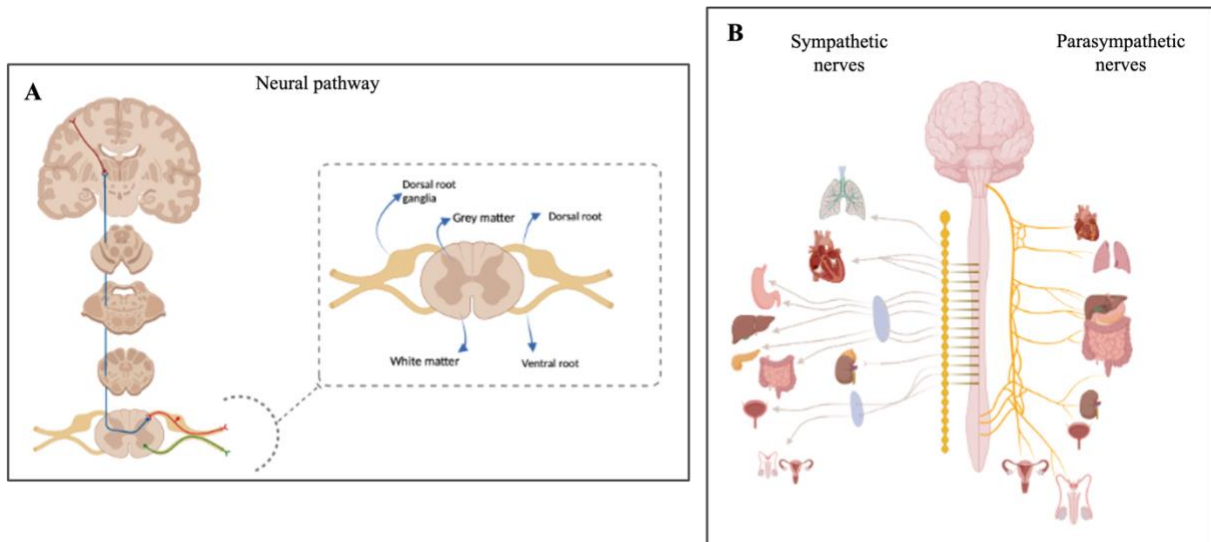 A
Neural pathway
Dorsal root
ganglia
Grey matter
Dorsal root
White matter
Ventral root
B
Sympathetic
nerves
Parasympathetic
nerves